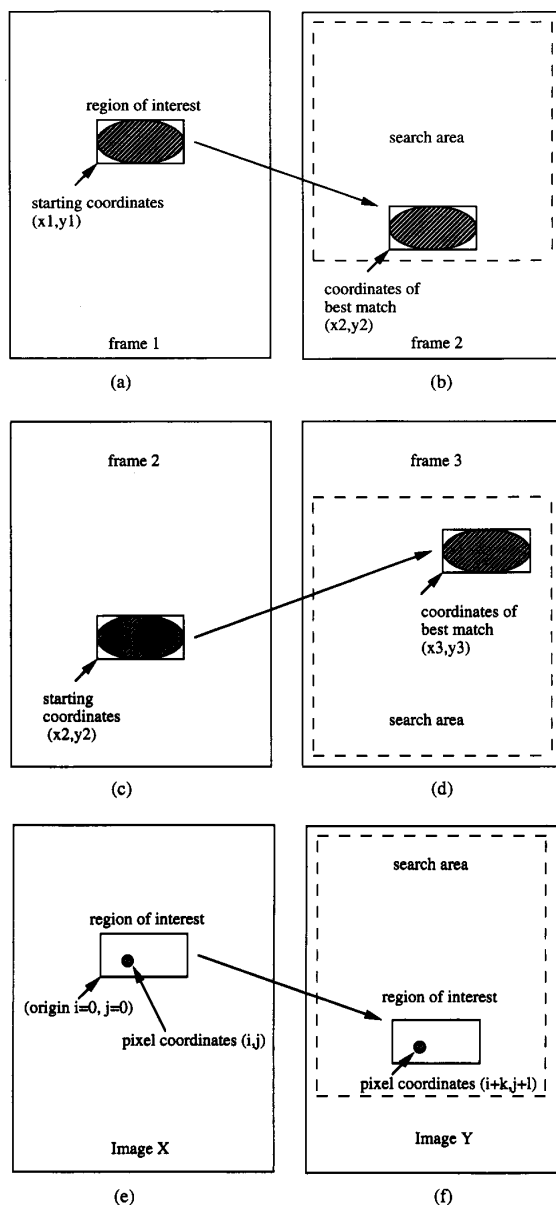 region of interest
starting coordinates
(x1,y1)
frame 1
(a)
search area
coordinates of
best match
(x2,y2)
frame 2
(b)
frame 2
starting
coordinates
(x2,y2)
(c)
frame 3
coordinates of
best match
(x3,y3)
search area
(d)
region of interest
(origin i=0, j=0)
pixel coordinates (i,j)
Image X
(e)
search area
region of interest
pixel coordinates (i+k,j+l)
Image Y
(f)